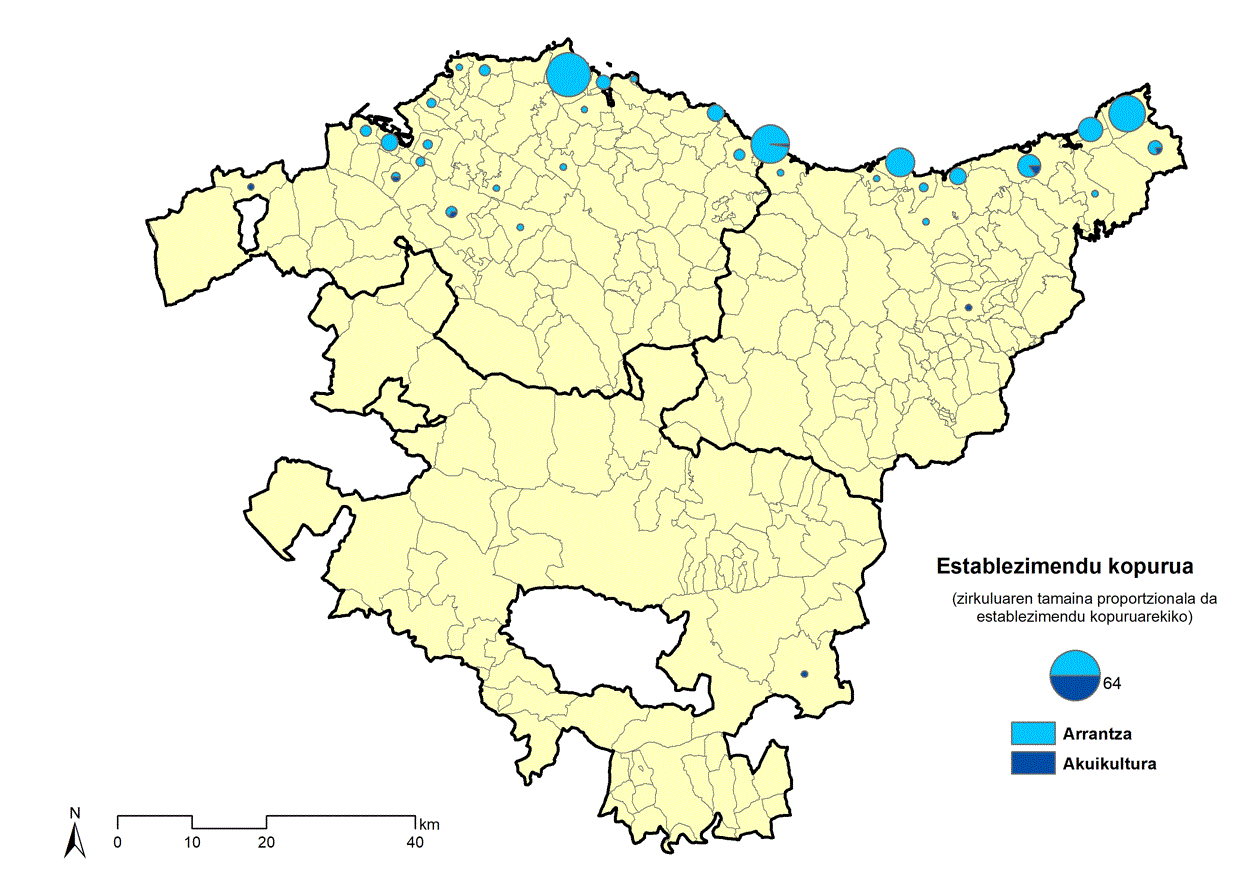 Establezimendu kopurua
(zirkuluaren tamaina proportzionala da
establezimendu kopuruarekiko)
64
Arrantza
Akuikultura
N
km
0 10 20 40